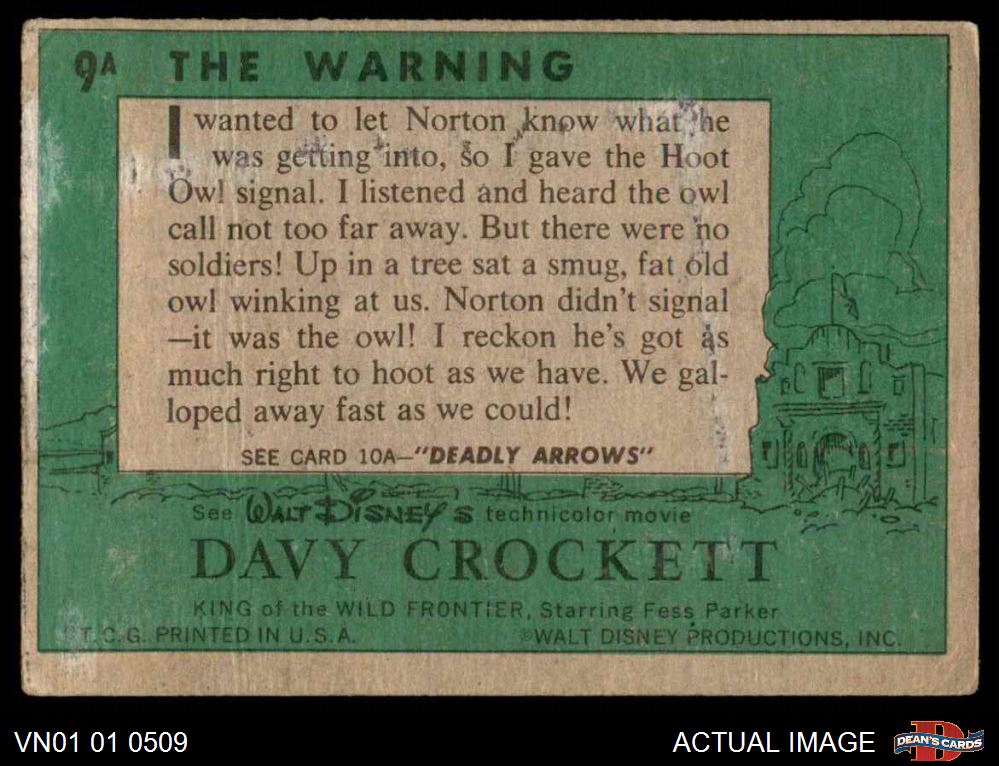 9A THE WARNING
I wanted to let Norton know what he
was getting into, so I gave the Hoot
Owl signal. I listened and heard the owl
call not too far away. But there were no
soldiers! Up in a tree sat a smug, fat old
owl winking at us. Norton didn't signal
—it was the owl! I reckon he's got as
much right to hoot as we have. We gal-
loped away fast as we could!
SEE CARD 10A—"DEADLY ARROWS"
See WALT DISNEY'S technicolor movie
DAVY CROCKETT
KING of the WILD FRONTIER, Starring Fess Parker
©T.C.G. PRINTED IN U.S.A. ©WALT DISNEY PRODUCTIONS, INC.
VN01 01 0509 ACTUAL IMAGE DEAN'S CARDS